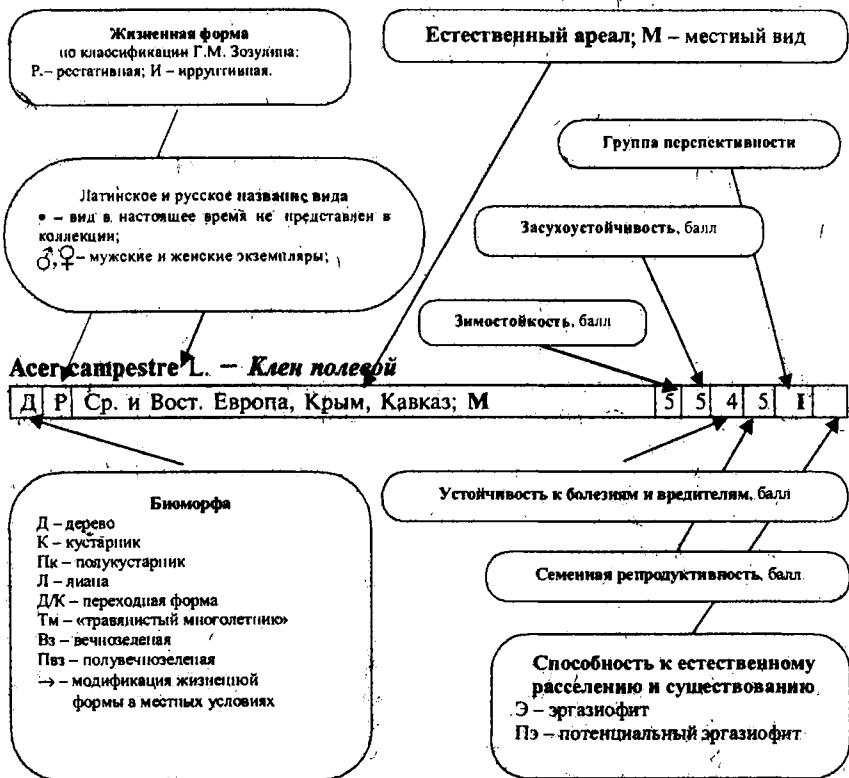 Жизненная форма
по классификации Г.М. Зозулина:
Р.– рестативная; И – ирруптивная.
Естественный ареал; М – местный вид
Группа перспективности
Латинское и русское название вида
• – вид в настоящее время не представлен в
коллекции;
♂,♀– мужские и женские экземпляры;
Засухоустойчивость, балл
Зимостойкость, балл
Acer campestre L. – Клен полевой
Д Р Ср. и Вост. Европа, Крым, Кавказ; М 5 5 4 5 I
Биоморфа
Д – дерево
К – кустарник
Пк – полукустарник
Л – лиана
Д/К – переходная форма
Тм – «травянистый многолетник»
Вз – вечнозеленая
Пвз – полувечнозеленая
→ – модификация жизненной
формы в местных условиях
Устойчивость к болезням и вредителям, балл
Семенная репродуктивность, балл
Способность к естественному
расселению и существованию
Э – эргазиофит
Пэ – потенциальный эргазиофит